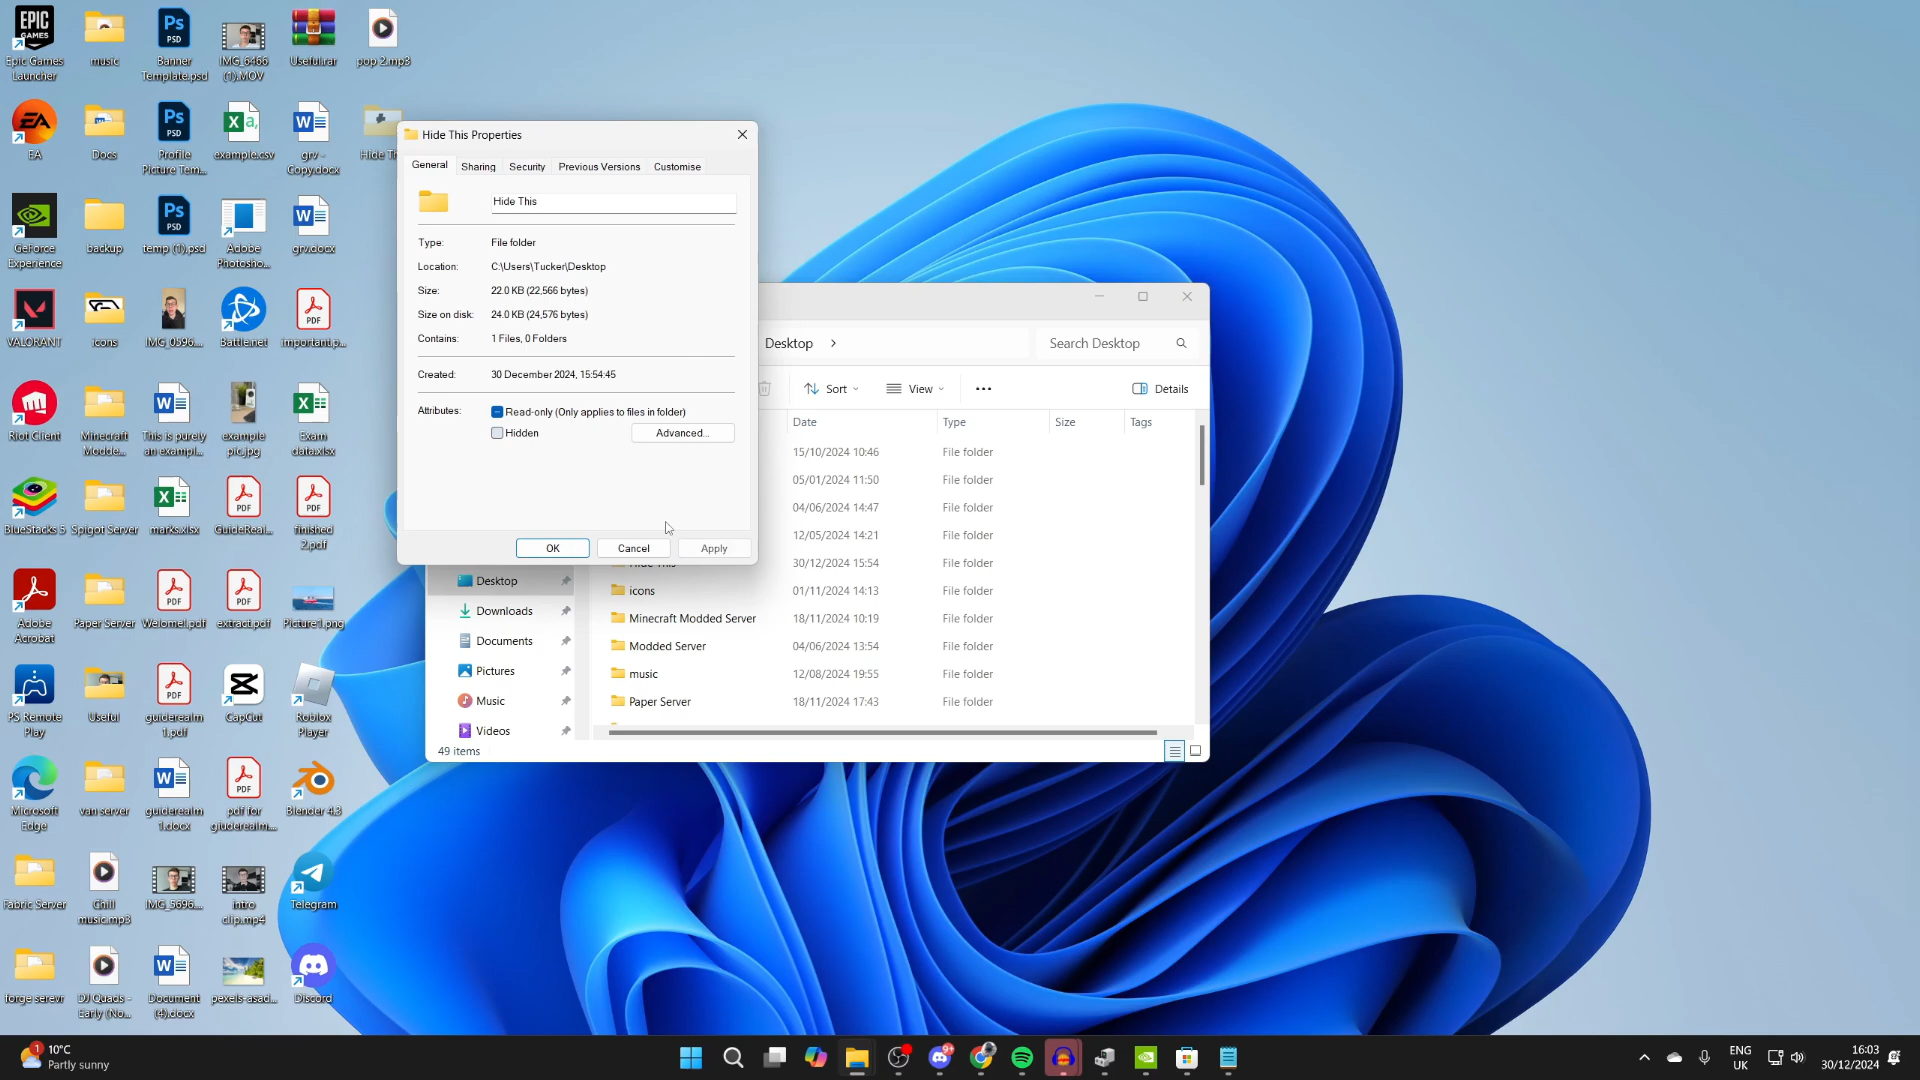 Epic Games
Launcher
music
Banner
Template.psd
IMG_6466
(1).MOV
Useful.rar
pop 2.mp3
EA
Docs
Profile
Picture Tem...
example.csv
grv -
Copy.docx
GeForce
Experience
backup
temp (1).psd
Adobe
Photosho...
grv.docx
VALORANT
icons
IMG_0596....
Battle.net
important.p...
Riot Client
Minecraft
Modde...
This is purely
an exampl...
example
pic.jpg
Exam
data.xlsx
BlueStacks 5
Spigot Server
marks.xlsx
GuideReal...
finished
2.pdf
Adobe
Acrobat
Paper Server
Welome!.pdf
extract.pdf
Picture1.png
PS Remote
Play
Useful
guiderealm
1.pdf
CapCut
Roblox
Player
Microsoft
Edge
van server
guiderealm
1.docx
pdf for
giuderealm...
Blender 4.3
Fabric Server
Chill
music.mp3
IMG_5696....
intro
clip.mp4
Telegram
forge serevr
DJ Quads -
Early (No...
Document
(4).docx
pexels-asad...
Discord
Hide This Properties
General Sharing Security Previous Versions Customise
Hide This
Type: File folder
Location: C:\Users\Tucker\Desktop
Size: 22.0 KB (22,566 bytes)
Size on disk: 24.0 KB (24,576 bytes)
Contains: 1 Files, 0 Folders
Created: 30 December 2024, 15:54:45
Attributes: Read-only (Only applies to files in folder)
Hidden Advanced...
OK Cancel Apply
Desktop Search Desktop
Sort View Details
Date Type Size Tags
15/10/2024 10:46 File folder
05/01/2024 11:50 File folder
04/06/2024 14:47 File folder
12/05/2024 14:21 File folder
30/12/2024 15:54 File folder
icons 01/11/2024 14:13 File folder
Minecraft Modded Server 18/11/2024 10:19 File folder
Modded Server 04/06/2024 13:54 File folder
music 12/08/2024 19:55 File folder
Paper Server 18/11/2024 17:43 File folder
Desktop
Downloads
Documents
Pictures
Music
Videos
49 items
10°C
Partly sunny
ENG
UK
16:03
30/12/2024